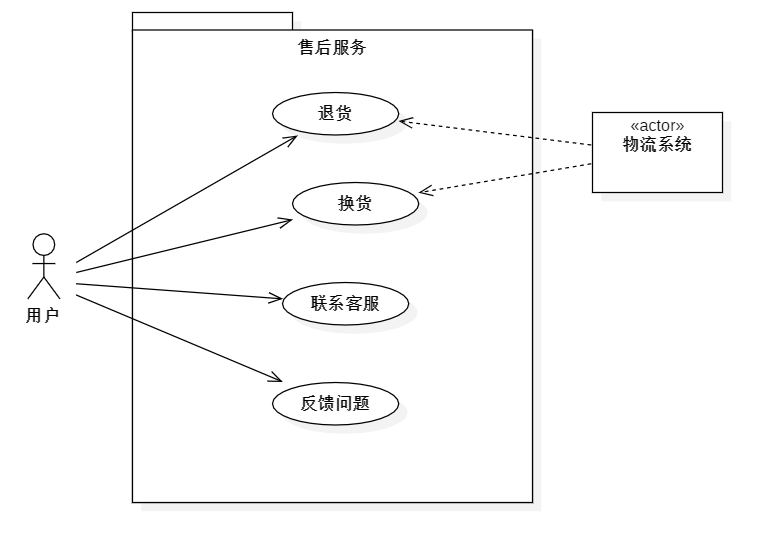 售后服务
退货
«actor»
物流系统
换货
用户
联系客服
反馈问题